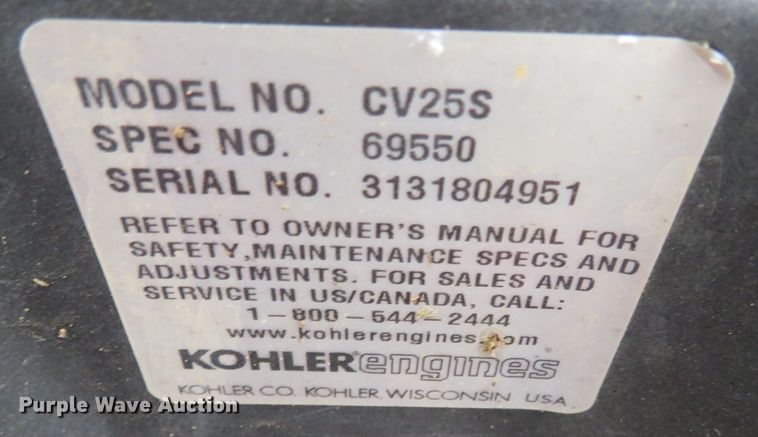 MODEL NO. CV25S
SPEC NO. 69550
SERIAL NO. 3131804951
REFER TO OWNER'S MANUAL FOR
SAFETY,MAINTENANCE SPECS AND
ADJUSTMENTS. FOR SALES AND
SERVICE IN US/CANADA, CALL:
1-800-544-2444
www.kohlerengines.com
KOHLER engines
KOHLER CO. KOHLER, WISCONSIN USA
Purple Wave Auction